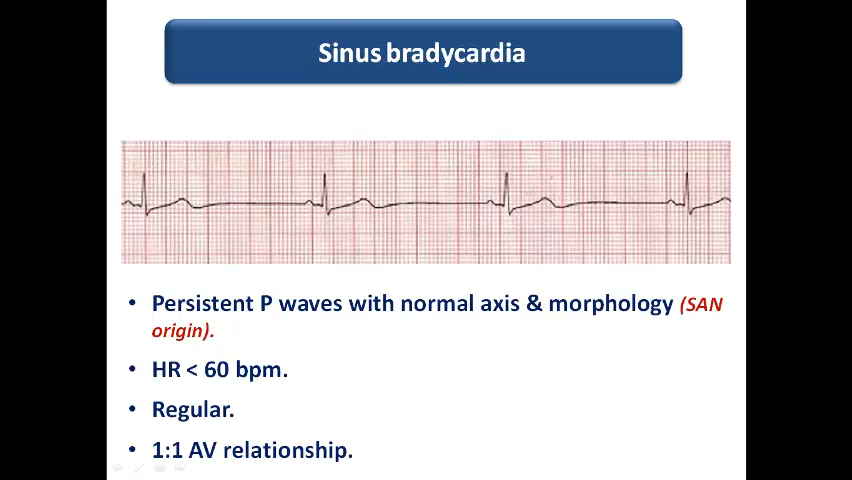 Sinus bradycardia
• Persistent P waves with normal axis & morphology (SAN
origin).
• HR < 60 bpm.
• Regular.
• 1:1 AV relationship.